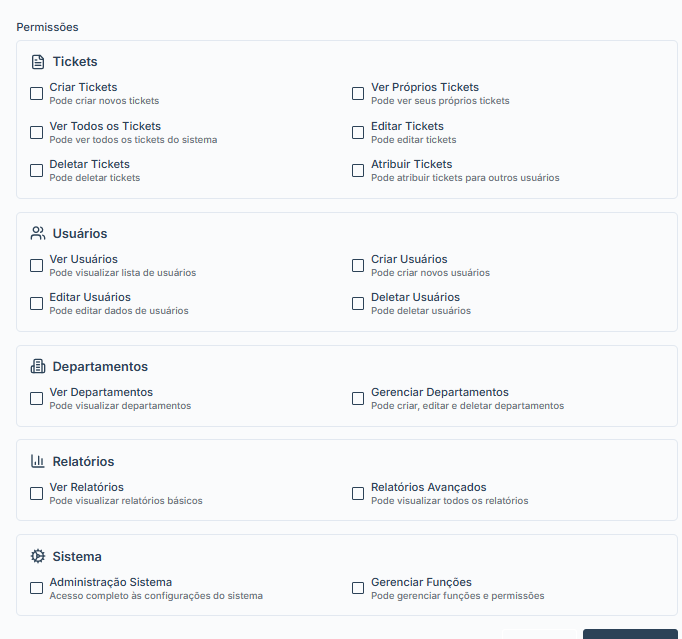 Permissões
Tickets
Criar Tickets
Pode criar novos tickets
Ver Próprios Tickets
Pode ver seus próprios tickets
Ver Todos os Tickets
Pode ver todos os tickets do sistema
Editar Tickets
Pode editar tickets
Deletar Tickets
Pode deletar tickets
Atribuir Tickets
Pode atribuir tickets para outros usuários
Usuários
Ver Usuários
Pode visualizar lista de usuários
Criar Usuários
Pode criar novos usuários
Editar Usuários
Pode editar dados de usuários
Deletar Usuários
Pode deletar usuários
Departamentos
Ver Departamentos
Pode visualizar departamentos
Gerenciar Departamentos
Pode criar, editar e deletar departamentos
Relatórios
Ver Relatórios
Pode visualizar relatórios básicos
Relatórios Avançados
Pode visualizar todos os relatórios
Sistema
Administração Sistema
Acesso completo às configurações do sistema
Gerenciar Funções
Pode gerenciar funções e permissões